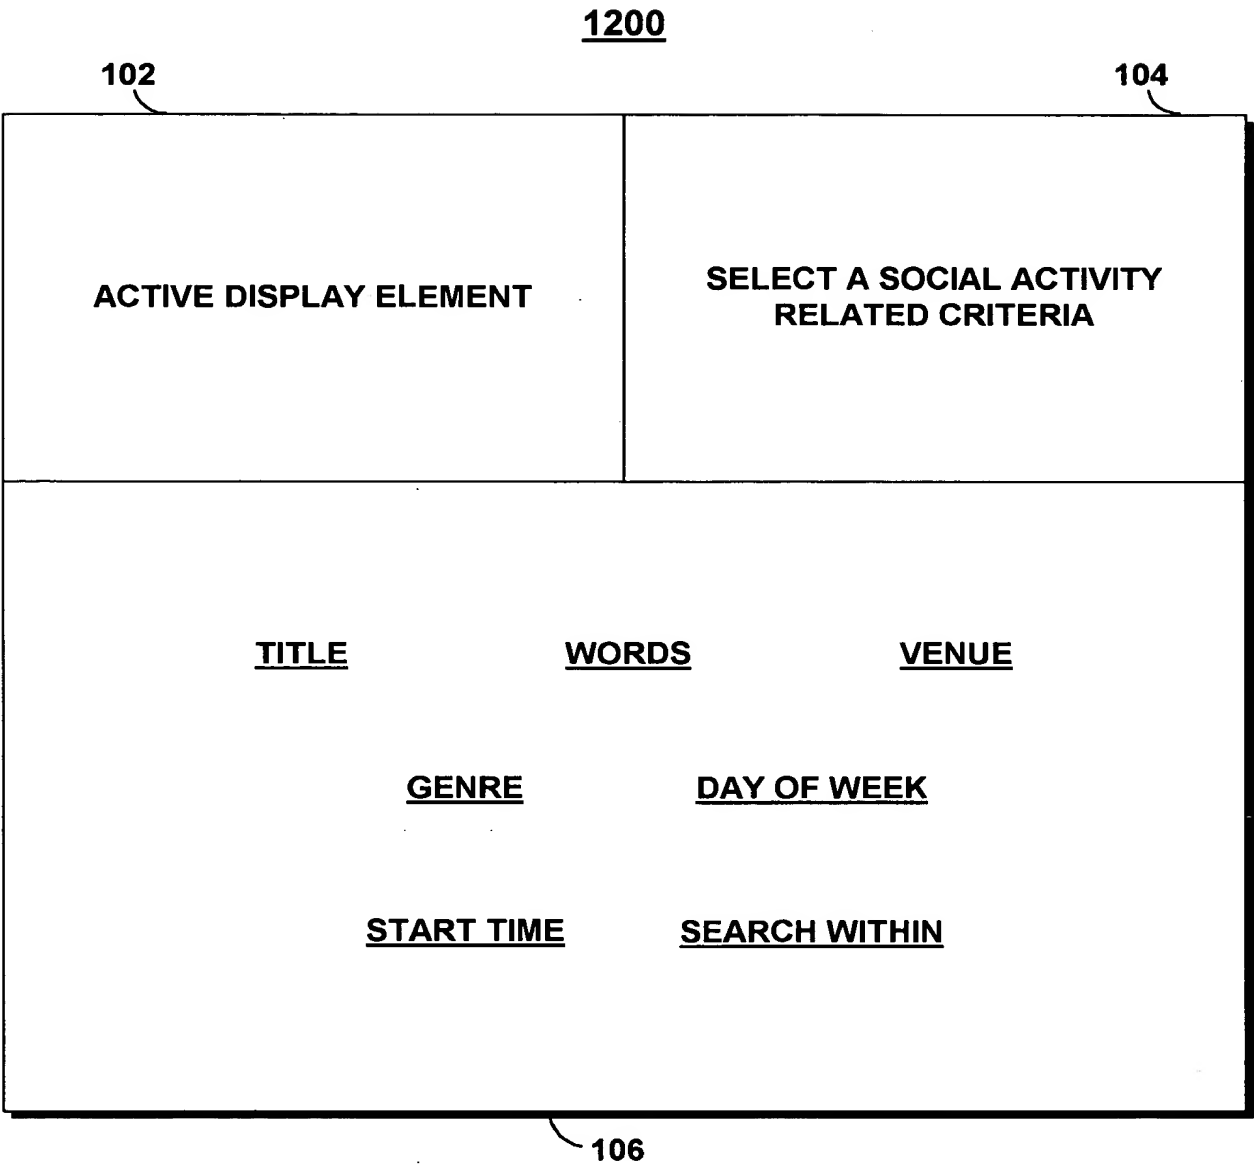 1200
102 104
ACTIVE DISPLAY ELEMENT
SELECT A SOCIAL ACTIVITY
RELATED CRITERIA
TITLE WORDS VENUE
GENRE DAY OF WEEK
START TIME SEARCH WITHIN
106